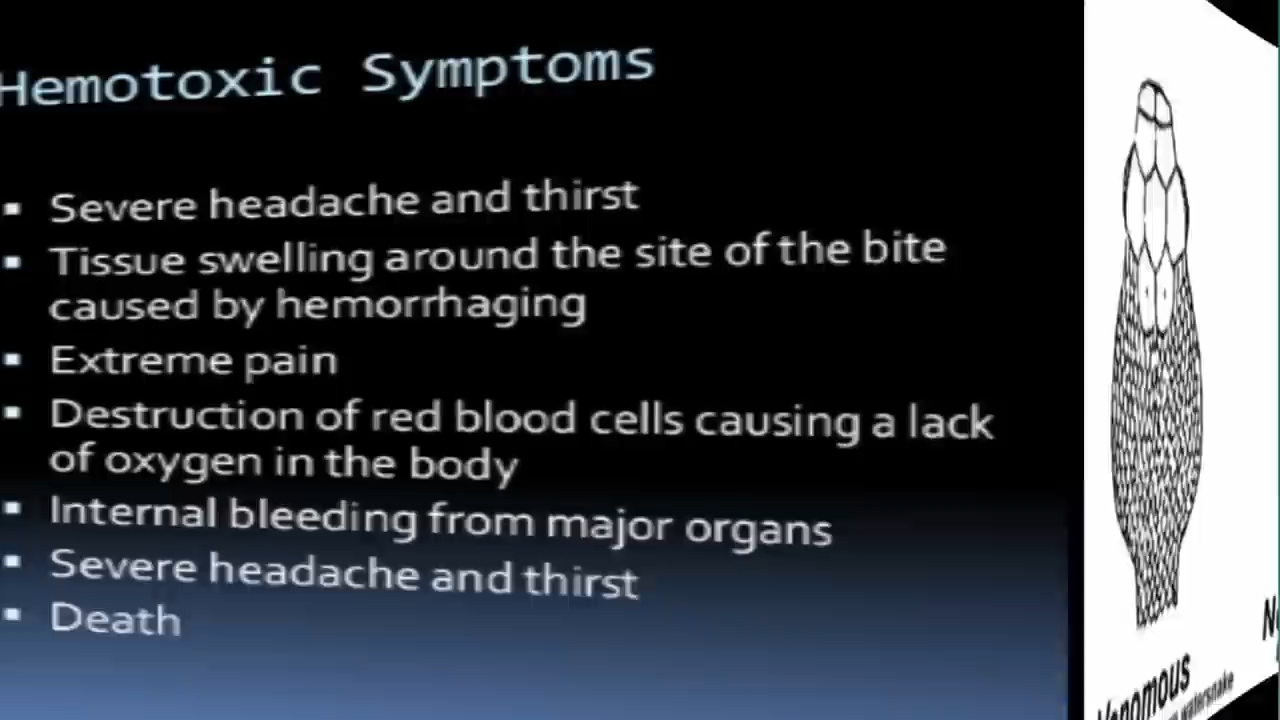 Hemotoxic Symptoms
Severe headache and thirst
Tissue swelling around the site of the bite
caused by hemorrhaging
Extreme pain
Destruction of red blood cells causing a lack
of oxygen in the body
Internal bleeding from major organs
Severe headache and thirst
Death
Venomous
watersnake